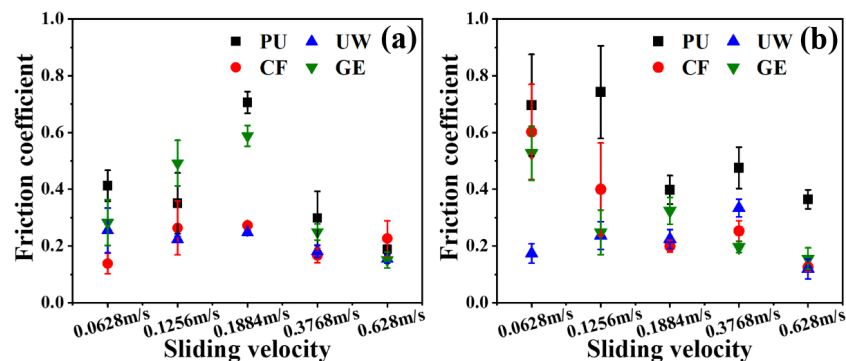 1.0
0.8
0.6
0.4
0.2
0.0
Friction coefficient
PU
UW
(a)
CF
GE
0.0628m/s
0.1256m/s
0.1884m/s
0.3768m/s
0.628m/s
Sliding velocity
1.0
0.8
0.6
0.4
0.2
0.0
Friction coefficient
PU
UW
(b)
CF
GE
0.0628m/s
0.1256m/s
0.1884m/s
0.3768m/s
0.628m/s
Sliding velocity